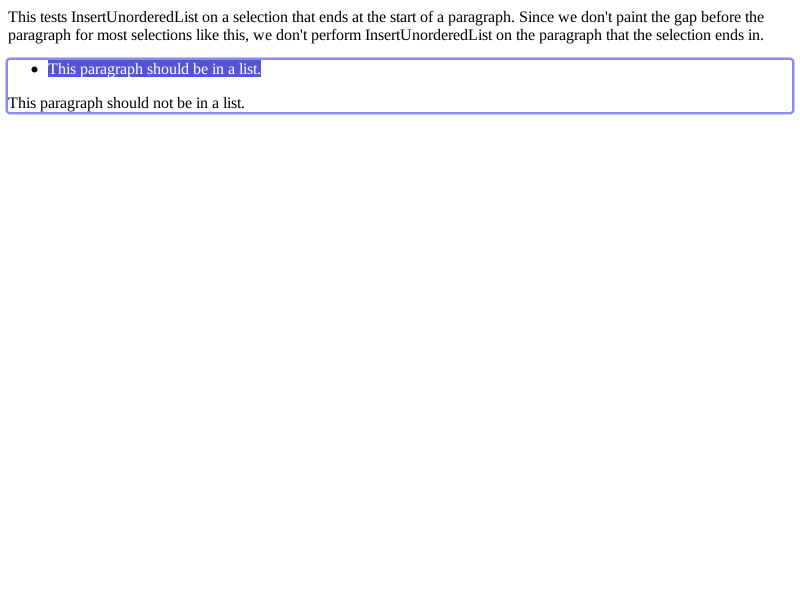 This tests InsertUnorderedList on a selection that ends at the start of a paragraph. Since we don't paint the gap before the
paragraph for most selections like this, we don't perform InsertUnorderedList on the paragraph that the selection ends in.
• This paragraph should be in a list.
This paragraph should not be in a list.